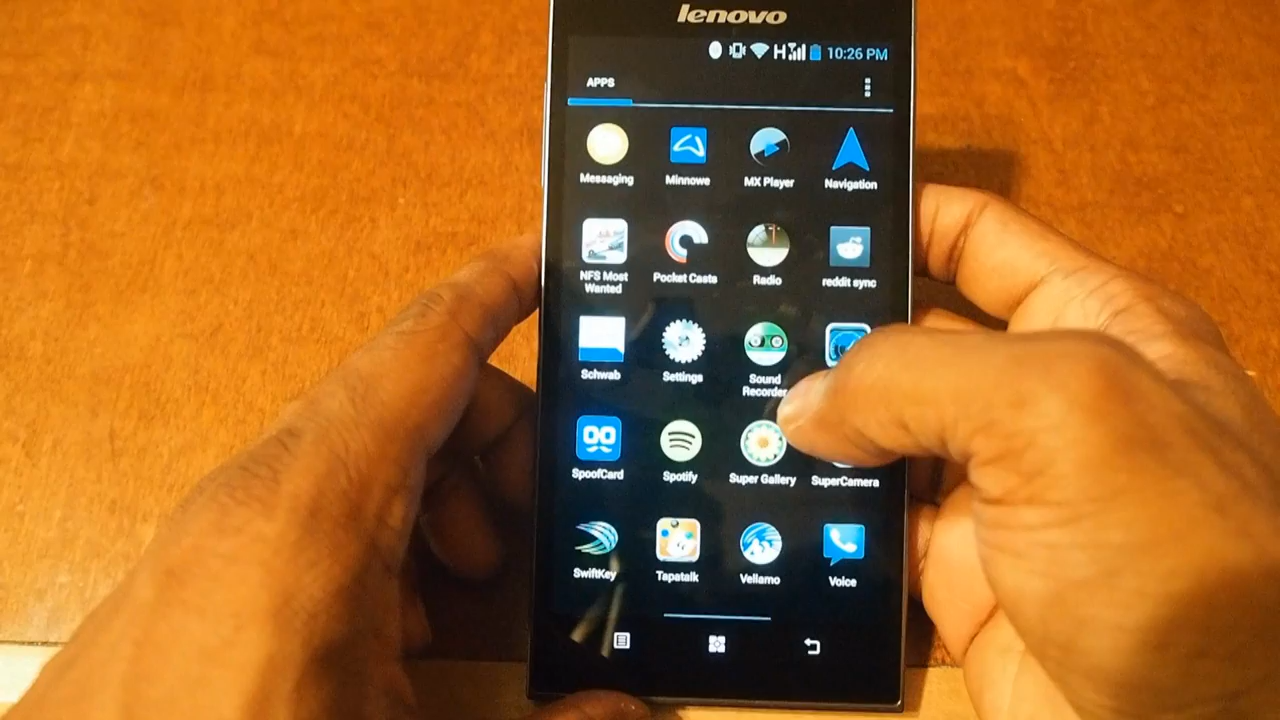 lenovo
H 10:26 PM
APPS
Messaging
Minnowe
MX Player
Navigation
NFS Most
Wanted
Pocket Casts
Radio
reddit sync
Schwab
Settings
Sound
Recorder
SpoofCard
Spotify
Super Gallery
SuperCamera
SwiftKey
Tapatalk
Vellamo
Voice